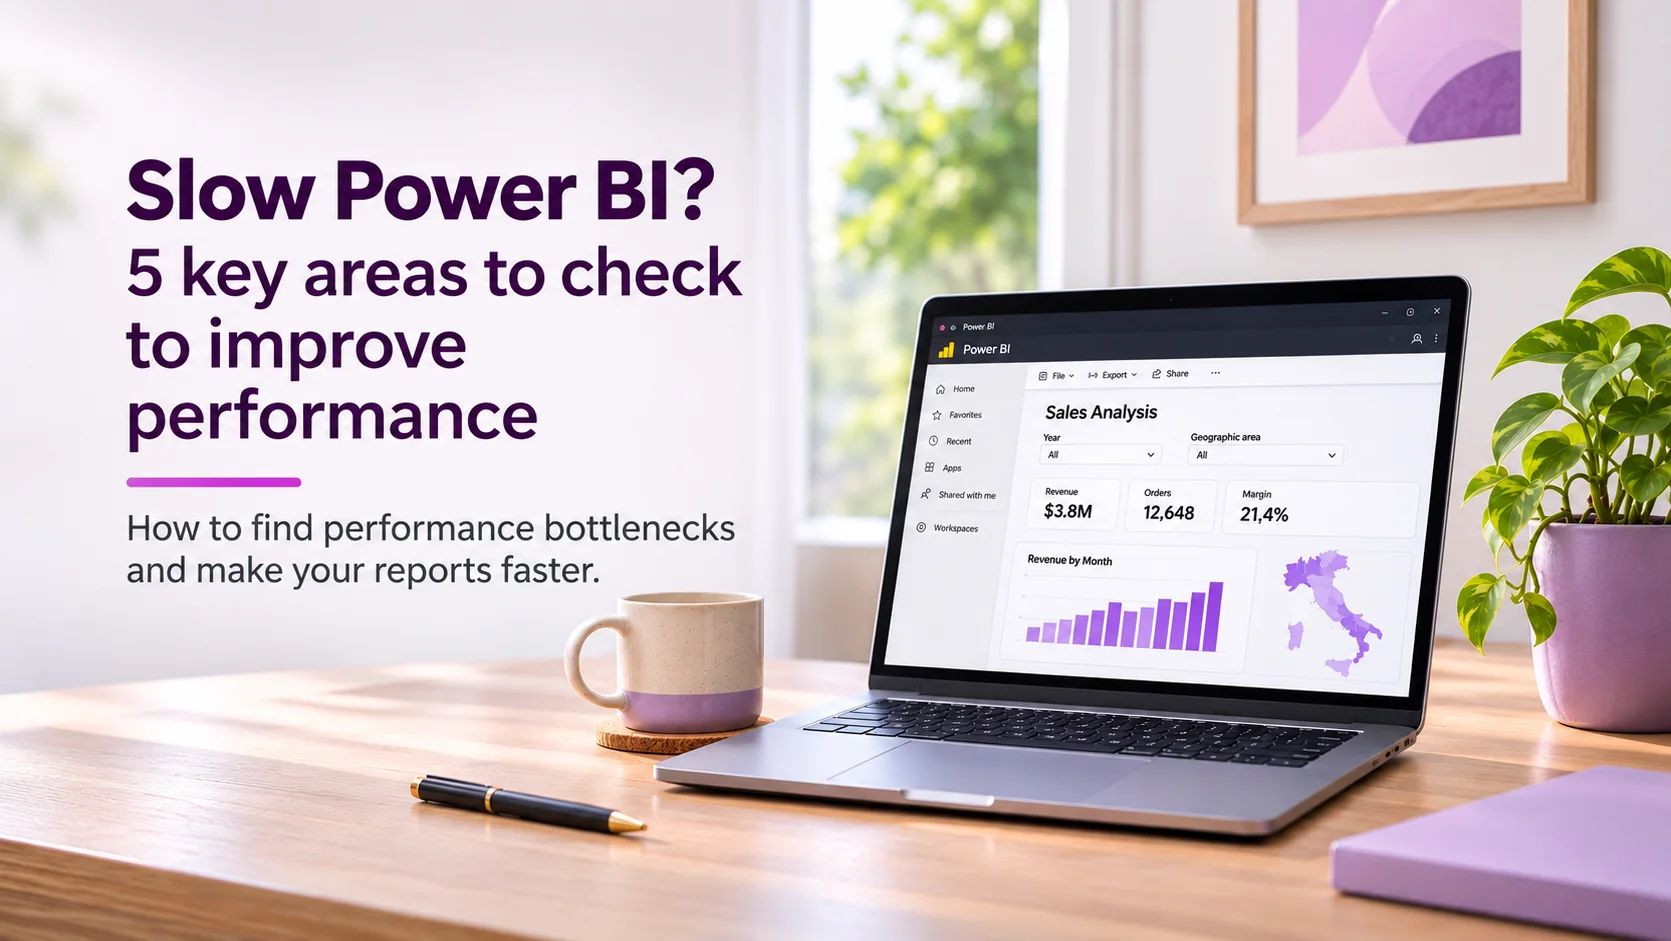 Slow Power BI?
5 key areas to check
to improve
performance
How to find performance bottlenecks
and make your reports faster.
Power BI
Power BI
Home
Favorites
Recent
Apps
Shared with me
Workspaces
File
Export
Share
Sales Analysis
Year
All
Geographic area
All
Revenue
$3.8M
Orders
12,648
Margin
21,4%
Revenue by Month